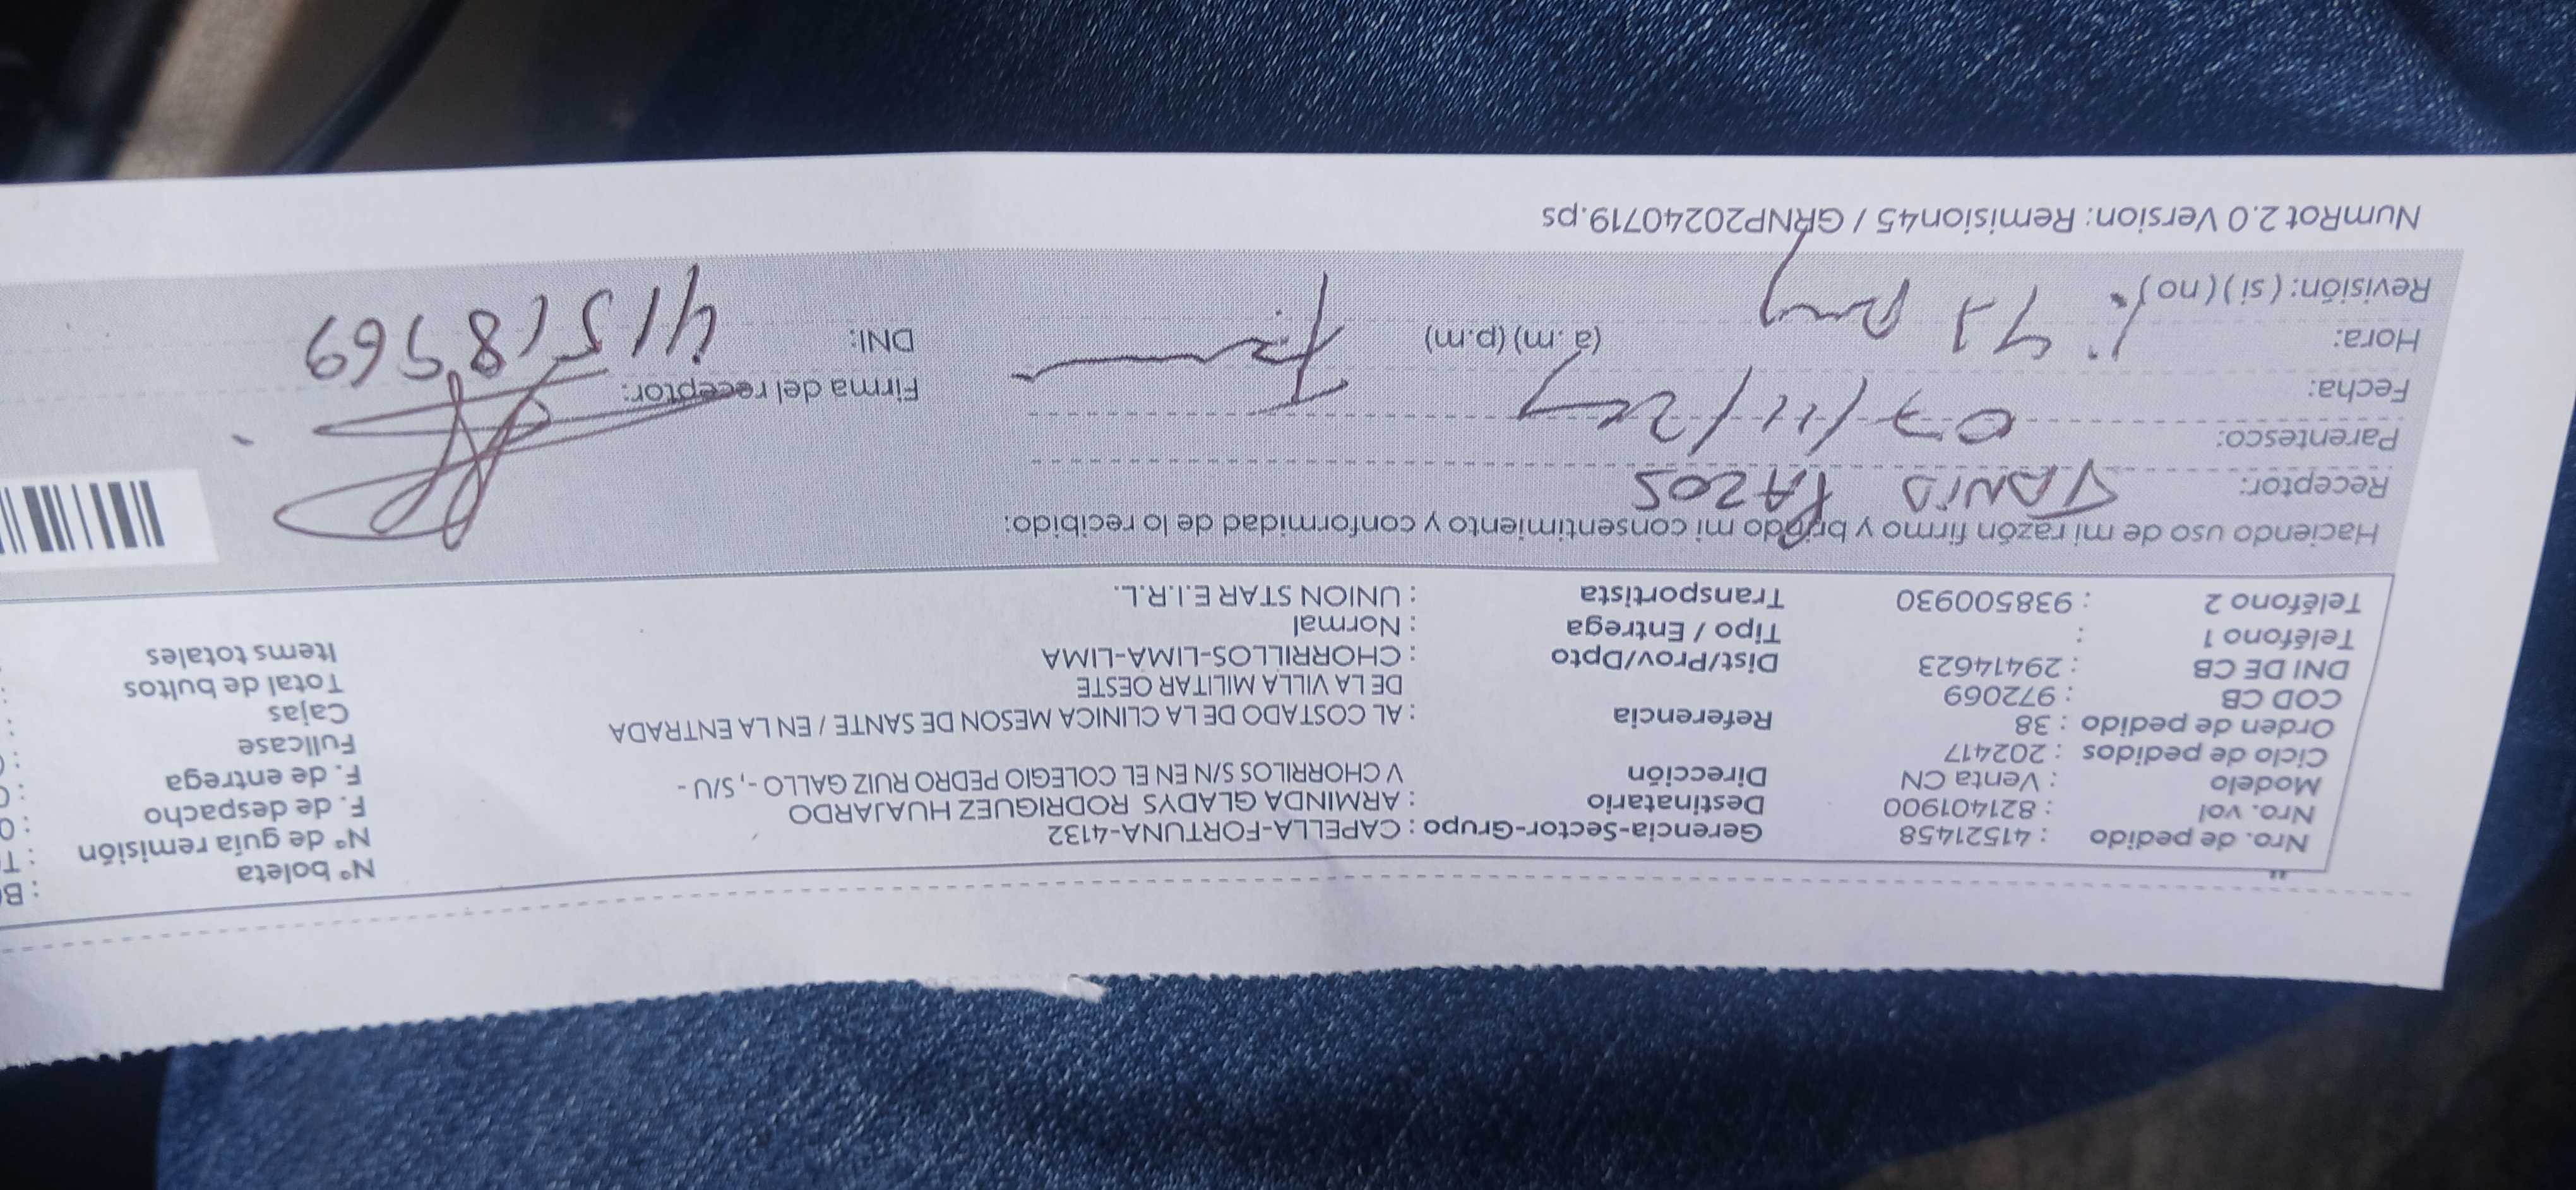 Nro. de pedido : 41521458 Gerencia-Sector-Grupo : CAPELLA-FORTUNA-4132 N° boleta : B
Nro. vol : 821401900 Destinatario : ARMINDA GLADYS RODRIGUEZ HUAJARDO N° de guía remisión : T
Modelo : Venta CN Dirección V CHORRILOS S/N EN EL COLEGIO PEDRO RUIZ GALLO -, S/U - F. de despacho :
Ciclo de pedidos : 202417 F. de entrega :
Orden de pedido : 38 Referencia : AL COSTADO DE LA CLINICA MESON DE SANTE / EN LA ENTRADA Fullcase :
COD CB : 972069 DE LA VILLA MILITAR OESTE Cajas :
DNI DE CB : 29414623 Dist/Prov/Dpto : CHORRILLOS-LIMA-LIMA Total de bultos :
Teléfono 1 : Tipo / Entrega : Normal Items totales :
Teléfono 2 : 938500930 Transportista : UNION STAR E.I.R.L.
Haciendo uso de mi razón firmo y brindo mi consentimiento y conformidad de lo recibido:
Receptor: PAZOS
Parentesco:
Fecha: 07/11/24 Firma del receptor:
Hora: (a.m) (p.m) DNI: 41518569
Revisión: ( si ) ( no )
NumRot 2.0 Version: Remision45 / GRNP20240719.ps